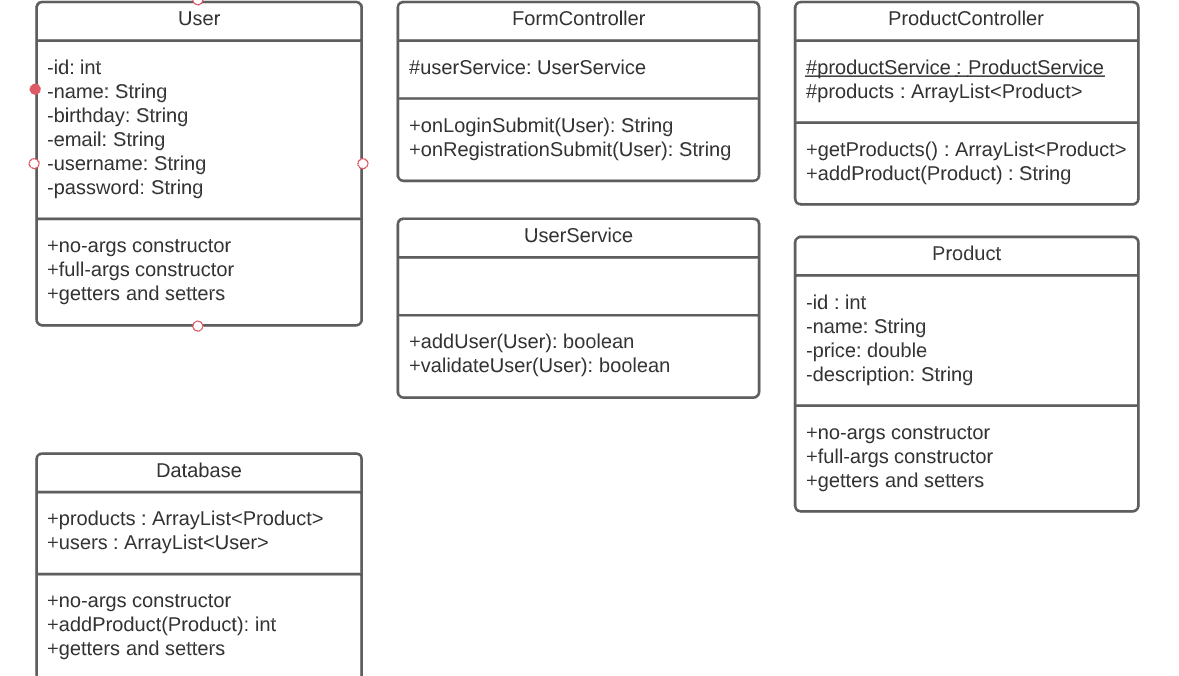 User
-id: int
-name: String
-birthday: String
-email: String
-username: String
-password: String
+no-args constructor
+full-args constructor
+getters and setters
FormController
#userService: UserService
+onLoginSubmit(User): String
+onRegistrationSubmit(User): String
ProductController
#productService : ProductService
#products : ArrayList<Product>
+getProducts() : ArrayList<Product>
+addProduct(Product) : String
UserService
+addUser(User): boolean
+validateUser(User): boolean
Product
-id : int
-name: String
-price: double
-description: String
+no-args constructor
+full-args constructor
+getters and setters
Database
+products : ArrayList<Product>
+users : ArrayList<User>
+no-args constructor
+addProduct(Product): int
+getters and setters